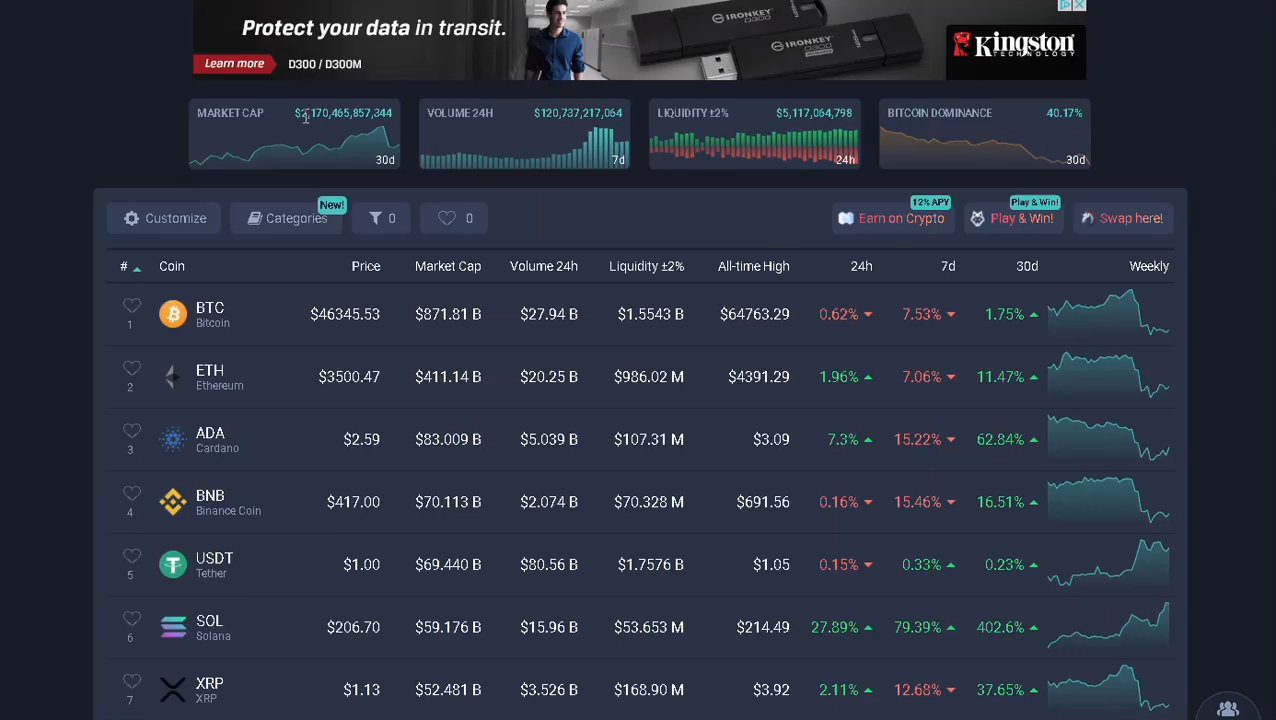 Protect your data in transit.
Learn more D300 / D300M
IRONKEY D300
IRONKEY D300
Kingston
TECHNOLOGY
MARKET CAP $2,170,465,857,344
30d
VOLUME 24H $120,737,217,064
7d
LIQUIDITY ±2% $5,117,064,798
24h
BITCOIN DOMINANCE 40.17%
30d
Customize
Categories
New!
0
0
12% APY
Earn on Crypto
Play & Win!
Play & Win!
Swap here!
# Coin Price Market Cap Volume 24h Liquidity ±2% All-time High 24h 7d 30d Weekly
1 BTC Bitcoin $46345.53 $871.81 B $27.94 B $1.5543 B $64763.29 0.62% 7.53% 1.75%
2 ETH Ethereum $3500.47 $411.14 B $20.25 B $986.02 M $4391.29 1.96% 7.06% 11.47%
3 ADA Cardano $2.59 $83.009 B $5.039 B $107.31 M $3.09 7.3% 15.22% 62.84%
4 BNB Binance Coin $417.00 $70.113 B $2.074 B $70.328 M $691.56 0.16% 15.46% 16.51%
5 USDT Tether $1.00 $69.440 B $80.56 B $1.7576 B $1.05 0.15% 0.33% 0.23%
6 SOL Solana $206.70 $59.176 B $15.96 B $53.653 M $214.49 27.89% 79.39% 402.6%
7 XRP XRP $1.13 $52.481 B $3.526 B $168.90 M $3.92 2.11% 12.68% 37.65%